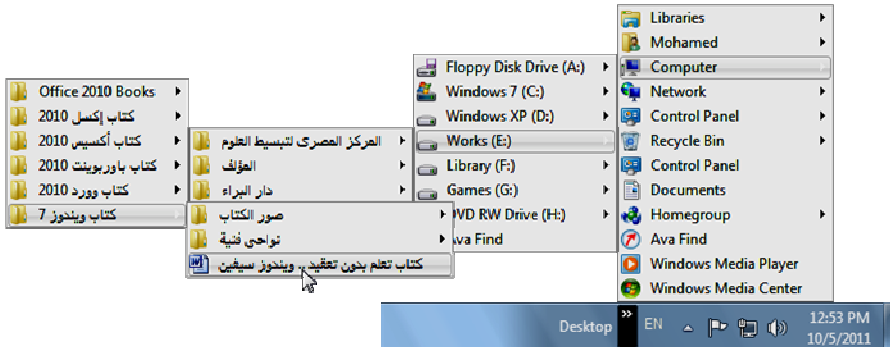 Libraries
Mohamed
Computer
Network
Control Panel
Recycle Bin
Control Panel
Documents
Homegroup
Ava Find
Windows Media Player
Windows Media Center
Floppy Disk Drive (A:)
Windows 7 (C:)
Windows XP (D:)
Works (E:)
Library (F:)
Games (G:)
DVD RW Drive (H:)
Ava Find
المركز المصرى لتبسيط العلوم
المؤلف
دار البراء
Office 2010 Books
كتاب إكسل 2010
كتاب أكسيس 2010
كتاب باوربوينت 2010
كتاب وورد 2010
كتاب ويندوز 7
صور الكتاب
نواحى فنية
كتاب تعلم بدون تعقيد .. ويندوز سيفين
Desktop
»
EN
12:53 PM
10/5/2011